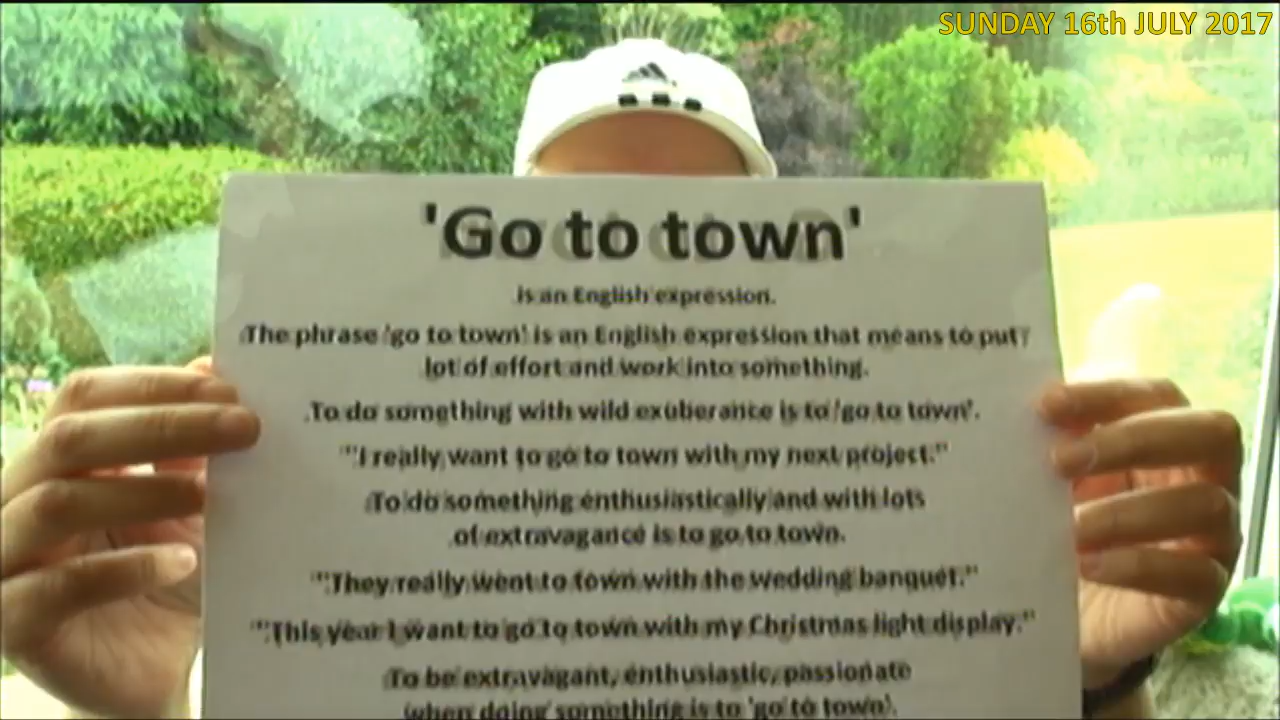 SUNDAY 16th JULY 2017
'Go to town'
is an English expression.
The phrase 'go to town' is an English expression that means to put
lot of effort and work into something.
To do something with wild exuberance is to 'go to town'.
"I really want to go to town with my next project."
To do something enthusiastically and with lots
of extravagance is to go to town.
"They really went to town with the wedding banquet."
"This year I want to go to town with my Christmas light display."
To be extravagant, enthusiastic, passionate
when doing something is to 'go to town'.